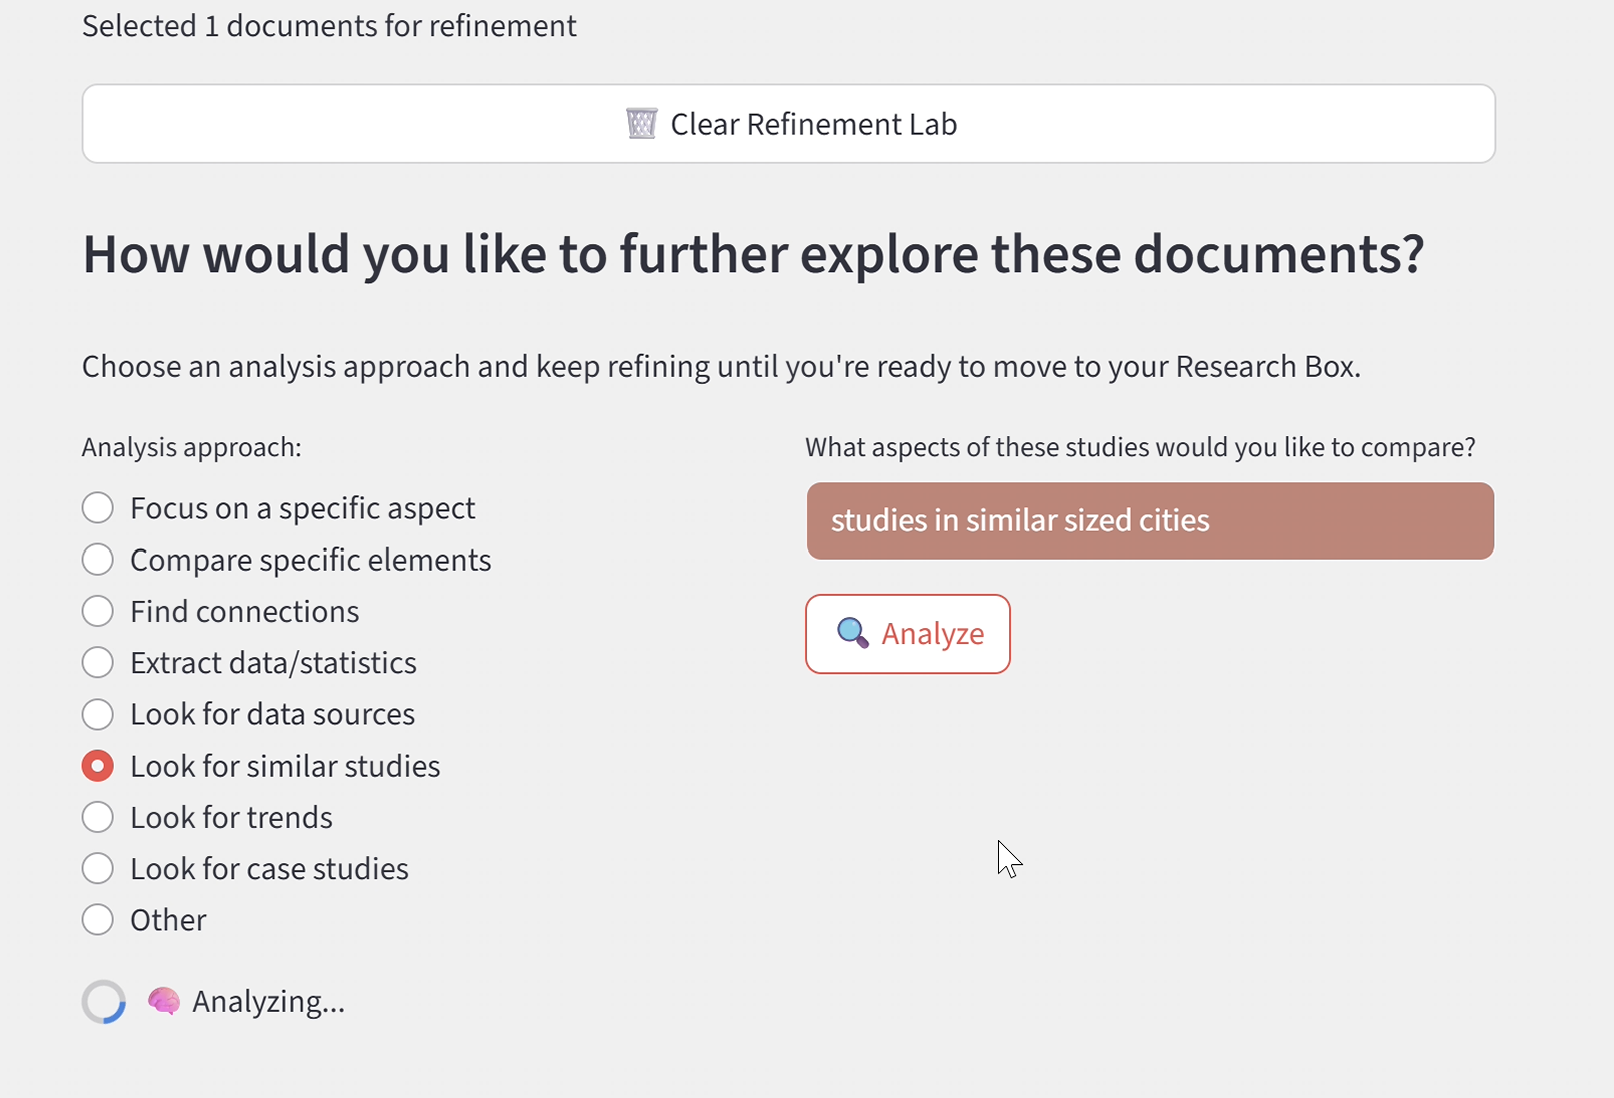 Selected 1 documents for refinement
Clear Refinement Lab
How would you like to further explore these documents?
Choose an analysis approach and keep refining until you're ready to move to your Research Box.
Analysis approach:
Focus on a specific aspect
Compare specific elements
Find connections
Extract data/statistics
Look for data sources
Look for similar studies
Look for trends
Look for case studies
Other
What aspects of these studies would you like to compare?
studies in similar sized cities
Analyze
Analyzing...